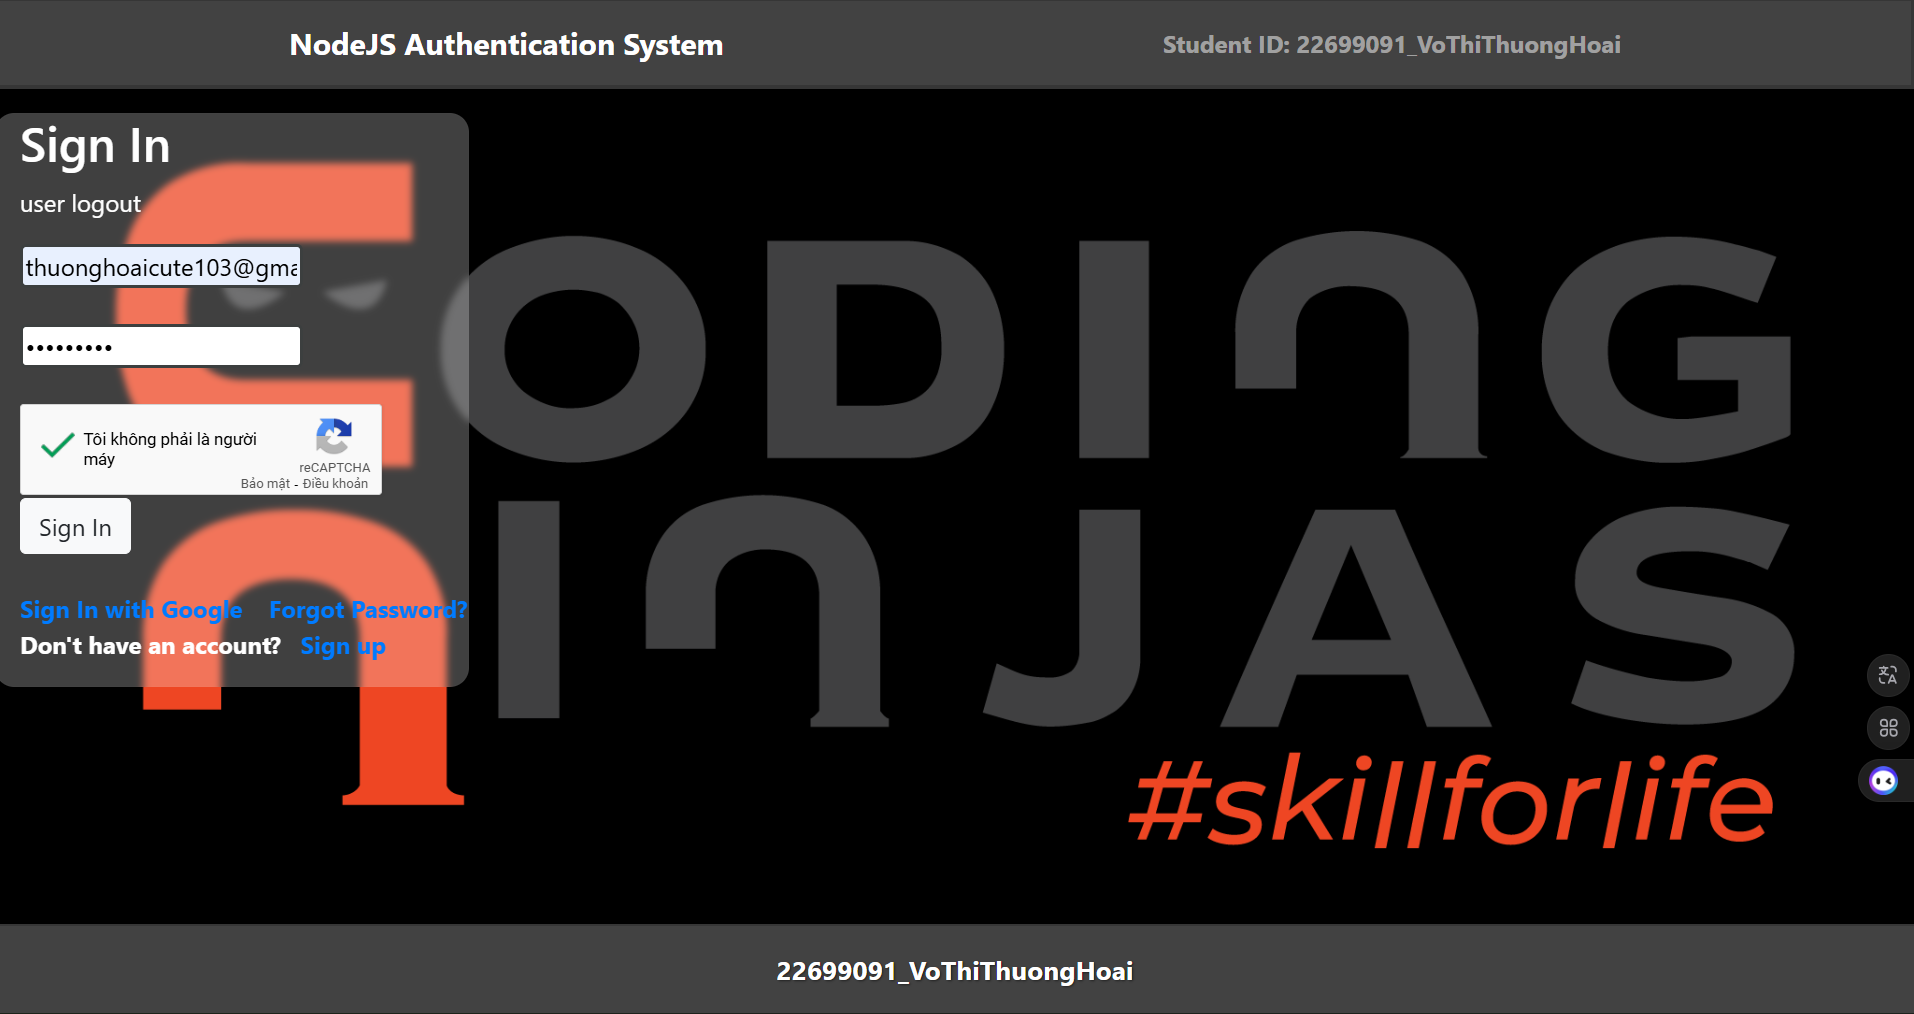 NodeJS Authentication System
Student ID: 22699091_VoThiThuongHoai
Sign In
user logout
thuonghoaicute103@gma
•••••••••
Tôi không phải là người
máy
reCAPTCHA
Bảo mật - Điều khoản
Sign In
Sign In with Google Forgot Password?
Don't have an account? Sign up
CODING
NINJAS
#skillforlife
22699091_VoThiThuongHoai